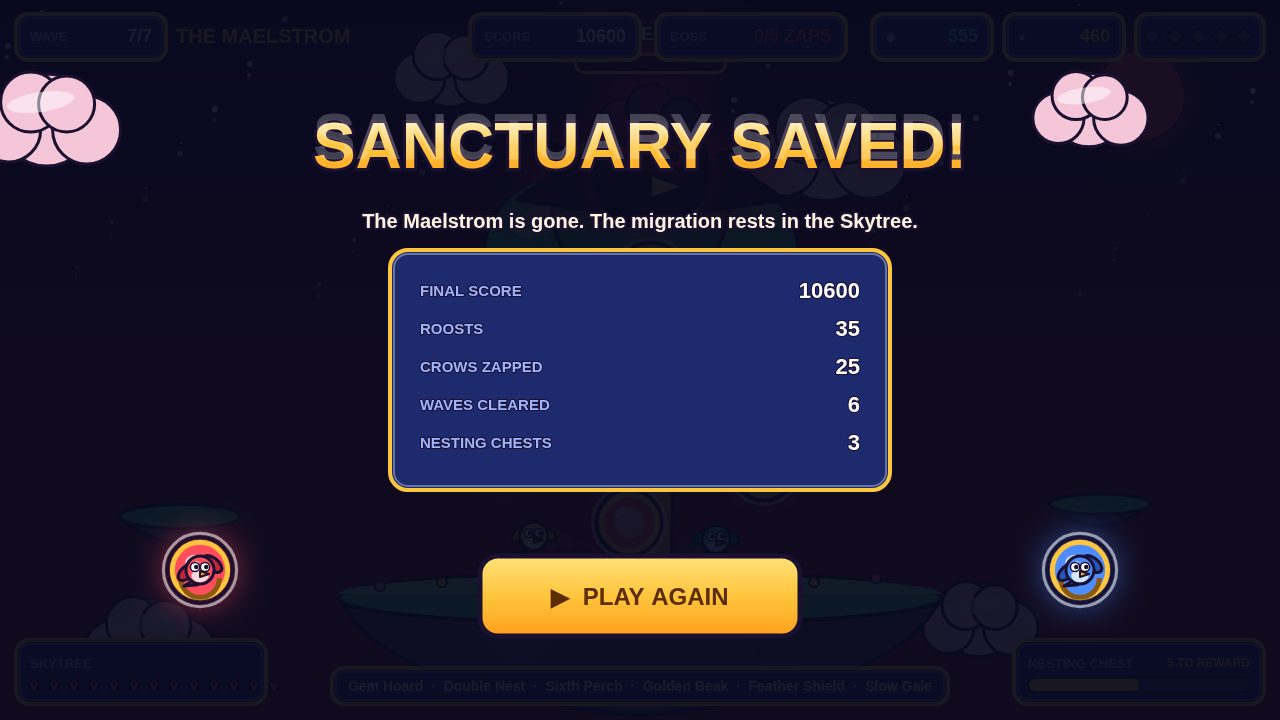 WAVE 7/7 THE MAELSTROM SCORE 10600 BOSS 0/5 ZAPS 555 460
SANCTUARY SAVED!
The Maelstrom is gone. The migration rests in the Skytree.
FINAL SCORE 10600
ROOSTS 35
CROWS ZAPPED 25
WAVES CLEARED 6
NESTING CHESTS 3
▶ PLAY AGAIN
SKYTREE
NESTING CHEST 5 TO REWARD
Gem Hoard · Double Nest · Sixth Perch · Golden Beak · Feather Shield · Slow Gale